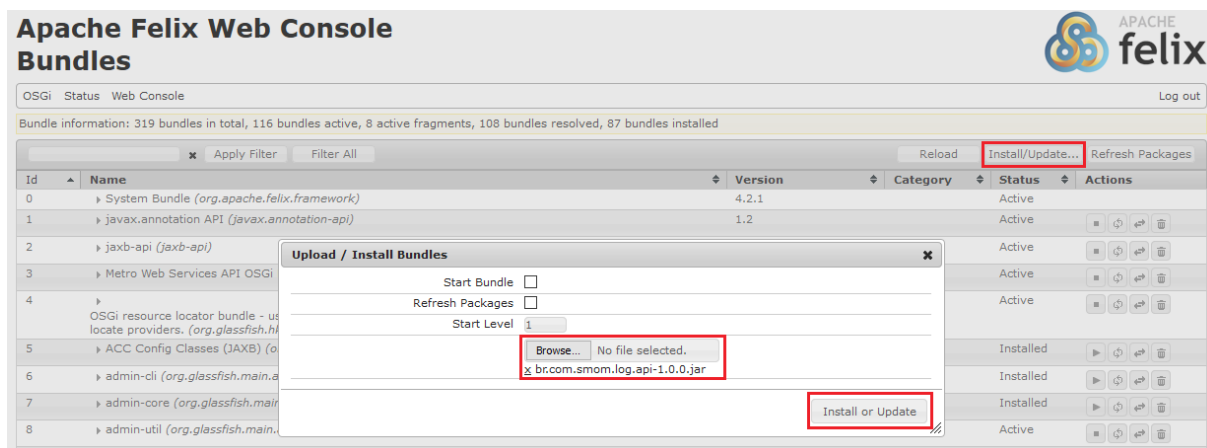 Apache Felix Web Console
Bundles
APACHE
felix
OSGi Status Web Console Log out
Bundle information: 319 bundles in total, 116 bundles active, 8 active fragments, 108 bundles resolved, 87 bundles installed
x Apply Filter Filter All Reload Install/Update... Refresh Packages
Id Name Version Category Status Actions
0 System Bundle (org.apache.felix.framework) 4.2.1 Active
1 javax.annotation API (javax.annotation-api) 1.2 Active
2 jaxb-api (jaxb-api) Active
3 Metro Web Services API OSGi Active
4 Active
OSGi resource locator bundle - us
locate providers. (org.glassfish.hk
5 ACC Config Classes (JAXB) (o. Installed
6 admin-cli (org.glassfish.main.a Installed
7 admin-core (org.glassfish.main Installed
8 admin-util (org.glassfish.main. Active
Upload / Install Bundles x
Start Bundle
Refresh Packages
Start Level 1
Browse... No file selected.
x br.com.smom.log.api-1.0.0.jar
Install or Update